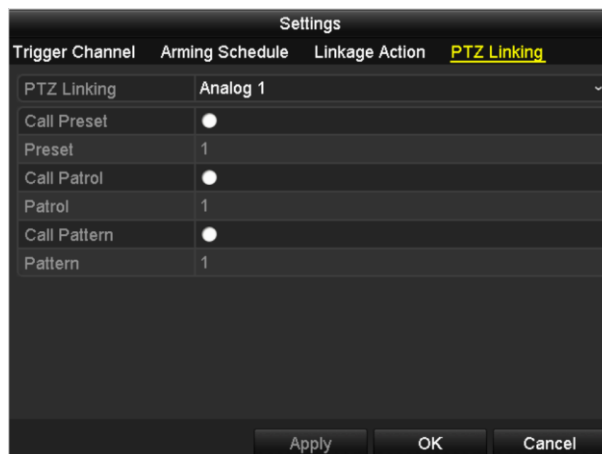 Settings
Trigger Channel Arming Schedule Linkage Action PTZ Linking
PTZ Linking Analog 1
Call Preset
Preset 1
Call Patrol
Patrol 1
Call Pattern
Pattern 1
Apply OK Cancel